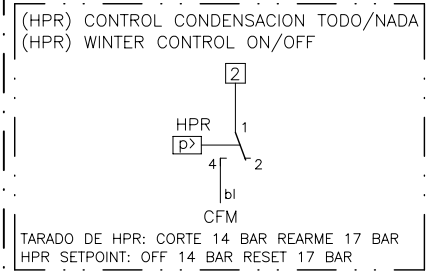 (HPR) CONTROL CONDENSACION TODO/NADA
(HPR) WINTER CONTROL ON/OFF
2
HPR
1
p>
4
2
bl
CFM
TARADO DE HPR: CORTE 14 BAR REARME 17 BAR
HPR SETPOINT: OFF 14 BAR RESET 17 BAR